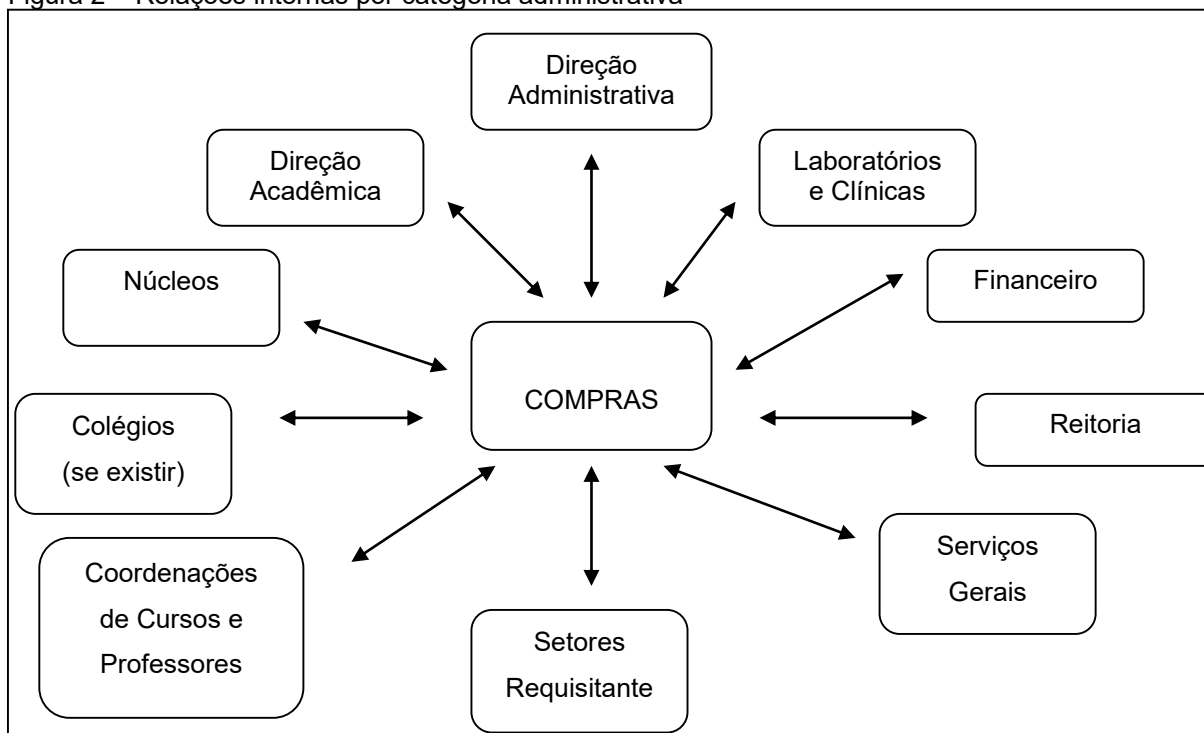 Figura 2 – Relações internas por categoria administrativa
Direção
Administrativa
Direção
Acadêmica
Laboratórios
e Clínicas
Núcleos
Financeiro
COMPRAS
Colégios
(se existir)
Reitoria
Serviços
Gerais
Coordenações
de Cursos e
Professores
Setores
Requisitante